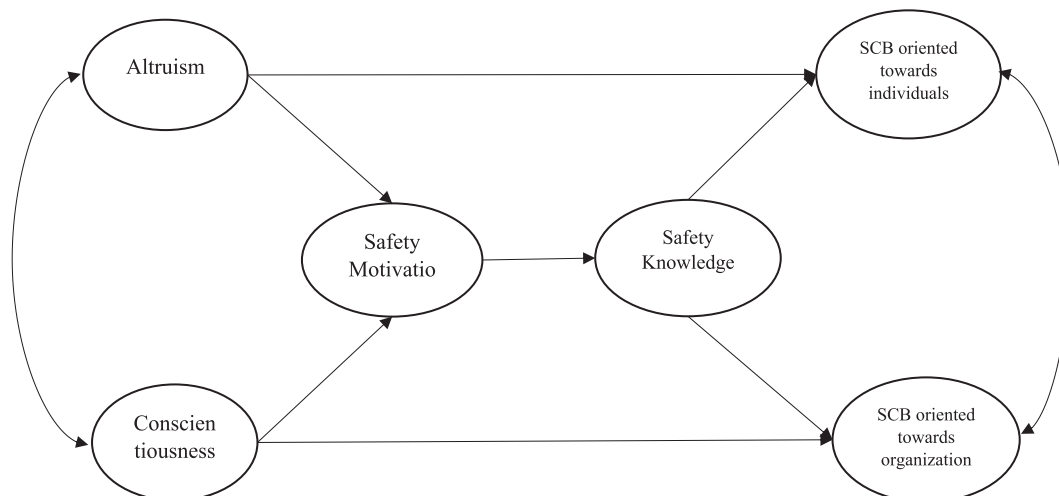 Altruism
SCB oriented
towards
individuals
Safety
Motivatio
Safety
Knowledge
Conscien
tiousness
SCB oriented
towards
organization